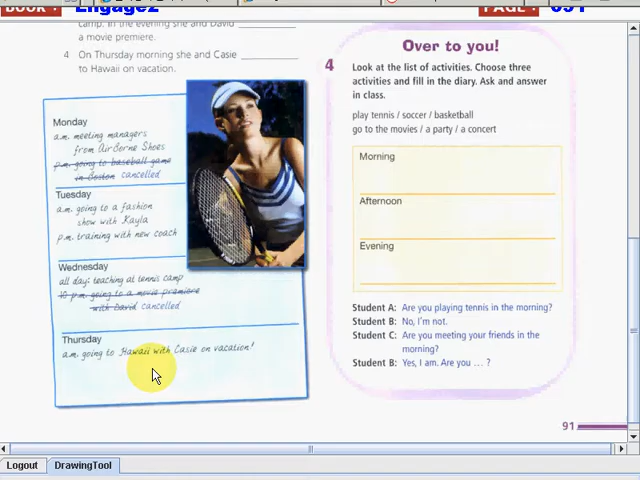 BOOK : Engage2
PAGE : 091
camp. In the evening she and David
a movie premiere.
4 On Thursday morning she and Casie
to Hawaii on vacation.
Monday
a.m. meeting managers
from AirBorne Shoes
p.m. going to baseball game
in Boston cancelled
Tuesday
a.m. going to a fashion
show with Kayla
p.m. training with new coach
Wednesday
all day: teaching at tennis camp
10 p.m. going to a movie premiere
with David cancelled
Thursday
a.m. going to Hawaii with Casie on vacation!
Over to you!
4 Look at the list of activities. Choose three
activities and fill in the diary. Ask and answer
in class.
play tennis / soccer / basketball
go to the movies / a party / a concert
Morning
Afternoon
Evening
Student A: Are you playing tennis in the morning?
Student B: No, I'm not.
Student C: Are you meeting your friends in the
morning?
Student B: Yes, I am. Are you ... ?
91
Logout
DrawingTool